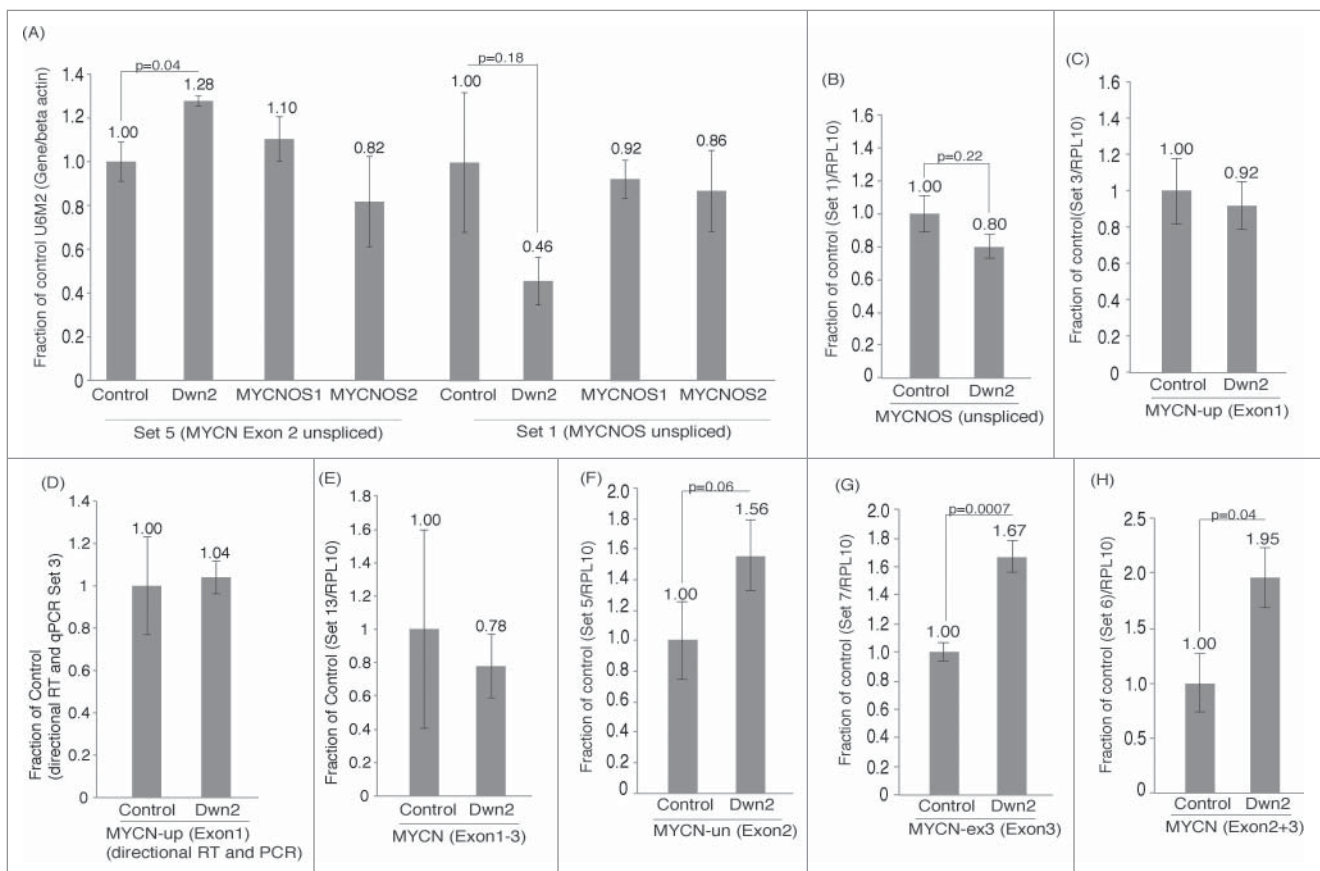 (A)
Fraction of control U6M2 (Gene/beta actin)
1.4
1.2
1.0
0.8
0.6
0.4
0.2
0
p=0.04
1.00
1.28
1.10
0.82
p=0.18
1.00
0.46
0.92
0.86
Control Dwn2 MYCNOS1 MYCNOS2 Control Dwn2 MYCNOS1 MYCNOS2
Set 5 (MYCN Exon 2 unspliced) Set 1 (MYCNOS unspliced)
(B)
Fraction of control (Set 1)/RPL10)
1.6
1.4
1.2
1.0
0.8
0.6
0.4
0.2
0
p=0.22
1.00
0.80
Control Dwn2
MYCNOS (unspliced)
(C)
Fraction of control(Set 3/RPL10)
1.6
1.4
1.2
1
0.8
0.6
0.4
0.2
0
1.00
0.92
Control Dwn2
MYCN-up (Exon1)
(D)
Fraction of Control
(directional RT and qPCR Set 3)
1.4
1.2
1
0.8
0.6
0.4
0.2
0
1.00
1.04
Control Dwn2
MYCN-up (Exon1)
(directional RT and PCR)
(E)
Fraction of Control (Set 13/RPL10)
1.8
1.6
1.4
1.2
1
0.8
0.6
0.4
0.2
0
1.00
0.78
Control Dwn2
MYCN (Exon1-3)
(F)
Fraction of control (Set 5/RPL10)
2.0
1.8
1.6
1.4
1.2
1.0
0.8
0.6
0.4
0.2
0
p=0.06
1.00
1.56
Control Dwn2
MYCN-un (Exon2)
(G)
Fraction of control (Set 7/RPL10)
2.0
1.8
1.6
1.4
1.2
1.0
0.8
0.6
0.4
0.2
0
p=0.0007
1.00
1.67
Control Dwn2
MYCN-ex3 (Exon3)
(H)
Fraction of control (Set 6)/RPL10)
2.5
2.0
1.5
1.0
0.5
0
p=0.04
1.00
1.95
Control Dwn2
MYCN (Exon2+3)